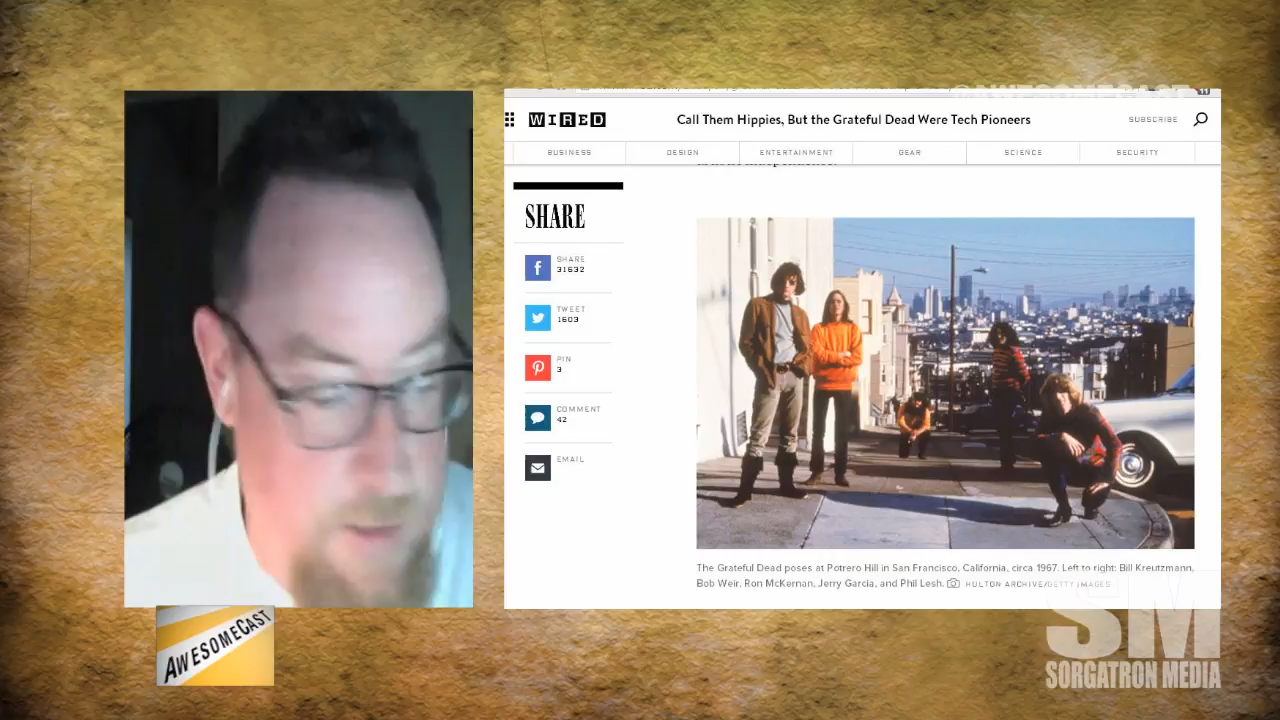 @AWESOMECAST
WIRED
Call Them Hippies, But the Grateful Dead Were Tech Pioneers
SUBSCRIBE
BUSINESS
DESIGN
ENTERTAINMENT
GEAR
SCIENCE
SECURITY
SHARE
SHARE
31632
TWEET
1603
PIN
3
COMMENT
42
EMAIL
The Grateful Dead poses at Potrero Hill in San Francisco, California, circa 1967. Left to right: Bill Kreutzmann,
Bob Weir, Ron McKernan, Jerry Garcia, and Phil Lesh. HULTON ARCHIVE/GETTY IMAGES
AWESOMECAST
SM
SORGATRON MEDIA